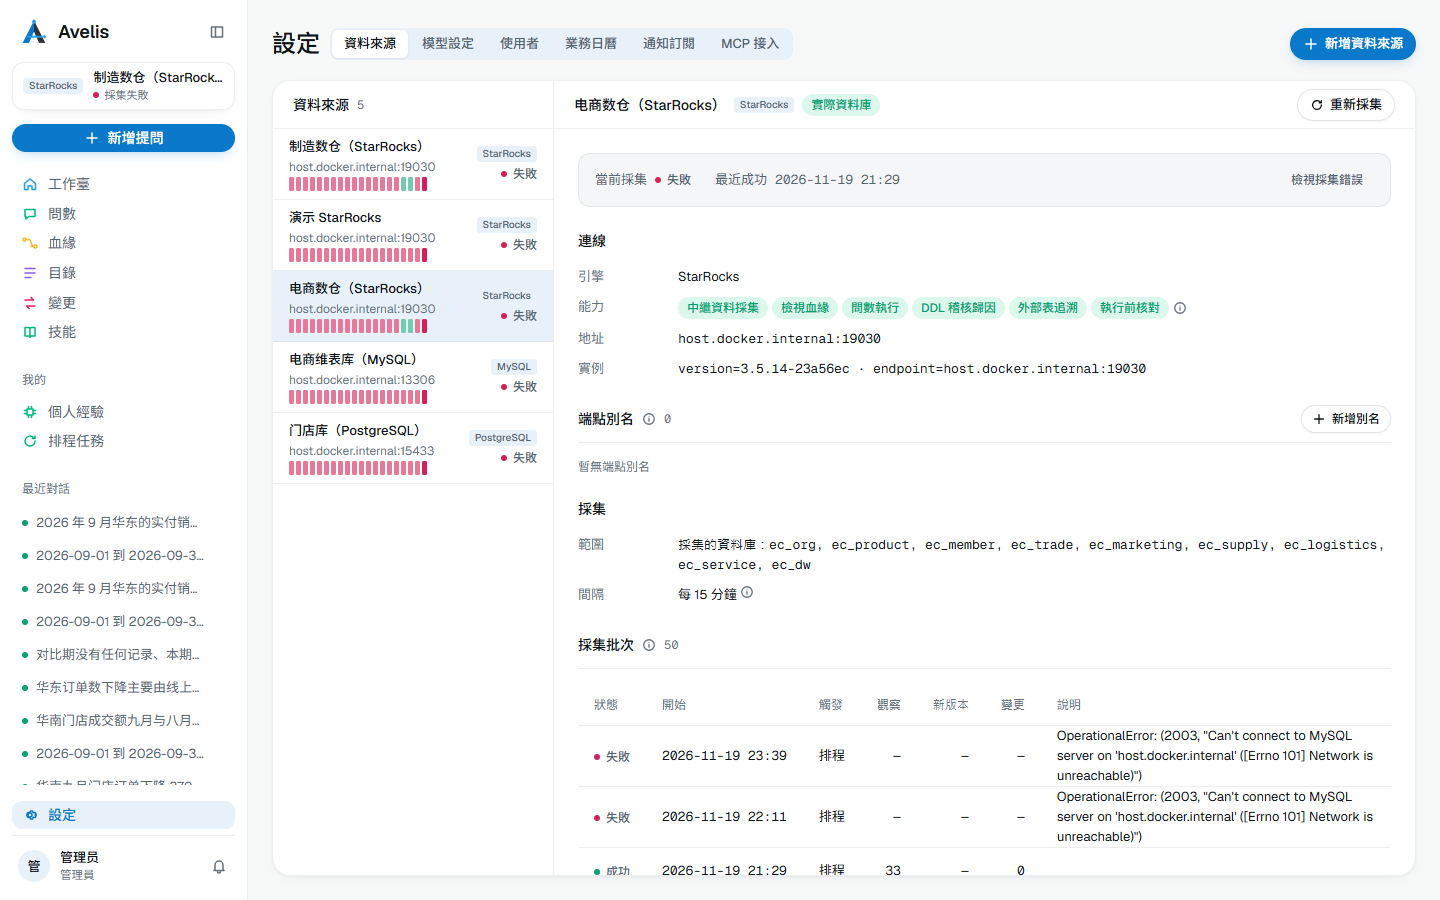 Avelis
StarRocks
制造数仓（StarRock...
採集失敗
新增提問
工作臺
問數
血緣
目錄
變更
技能
我的
個人經驗
排程任務
最近對話
2026 年 9 月华东的实付销...
2026-09-01 到 2026-09-3...
2026 年 9 月华东的实付销...
2026-09-01 到 2026-09-3...
对比期没有任何记录、本期...
华东订单数下降主要由线上...
华南门店成交额九月与八月...
2026-09-01 到 2026-09-3...
設定
管
管理员
管理員
設定
資料來源
模型設定
使用者
業務日曆
通知訂閱
MCP 接入
新增資料來源
資料來源 5
制造数仓（StarRocks）
StarRocks
host.docker.internal:19030
失敗
演示 StarRocks
StarRocks
host.docker.internal:19030
失敗
电商数仓（StarRocks）
StarRocks
host.docker.internal:19030
失敗
电商维表库（MySQL）
MySQL
host.docker.internal:13306
失敗
门店库（PostgreSQL）
PostgreSQL
host.docker.internal:15433
失敗
电商数仓（StarRocks） StarRocks 實際資料庫
重新採集
當前採集 失敗 最近成功 2026-11-19 21:29
檢視採集錯誤
連線
引擎 StarRocks
能力 中繼資料採集 檢視血緣 問數執行 DDL 稽核歸因 外部表追溯 執行前核對
地址 host.docker.internal:19030
實例 version=3.5.14-23a56ec · endpoint=host.docker.internal:19030
端點別名 0
新增別名
暫無端點別名
採集
範圍 採集的資料庫：ec_org, ec_product, ec_member, ec_trade, ec_marketing, ec_supply, ec_logistics,
ec_service, ec_dw
間隔 每 15 分鐘
採集批次 50
狀態 開始 觸發 觀察 新版本 變更 說明
失敗 2026-11-19 23:39 排程 — — — OperationalError: (2003, "Can't connect to MySQL
server on 'host.docker.internal' ([Errno 101] Network is
unreachable)")
失敗 2026-11-19 22:11 排程 — — — OperationalError: (2003, "Can't connect to MySQL
server on 'host.docker.internal' ([Errno 101] Network is
unreachable)")
成功 2026-11-19 21:29 排程 33 — 0